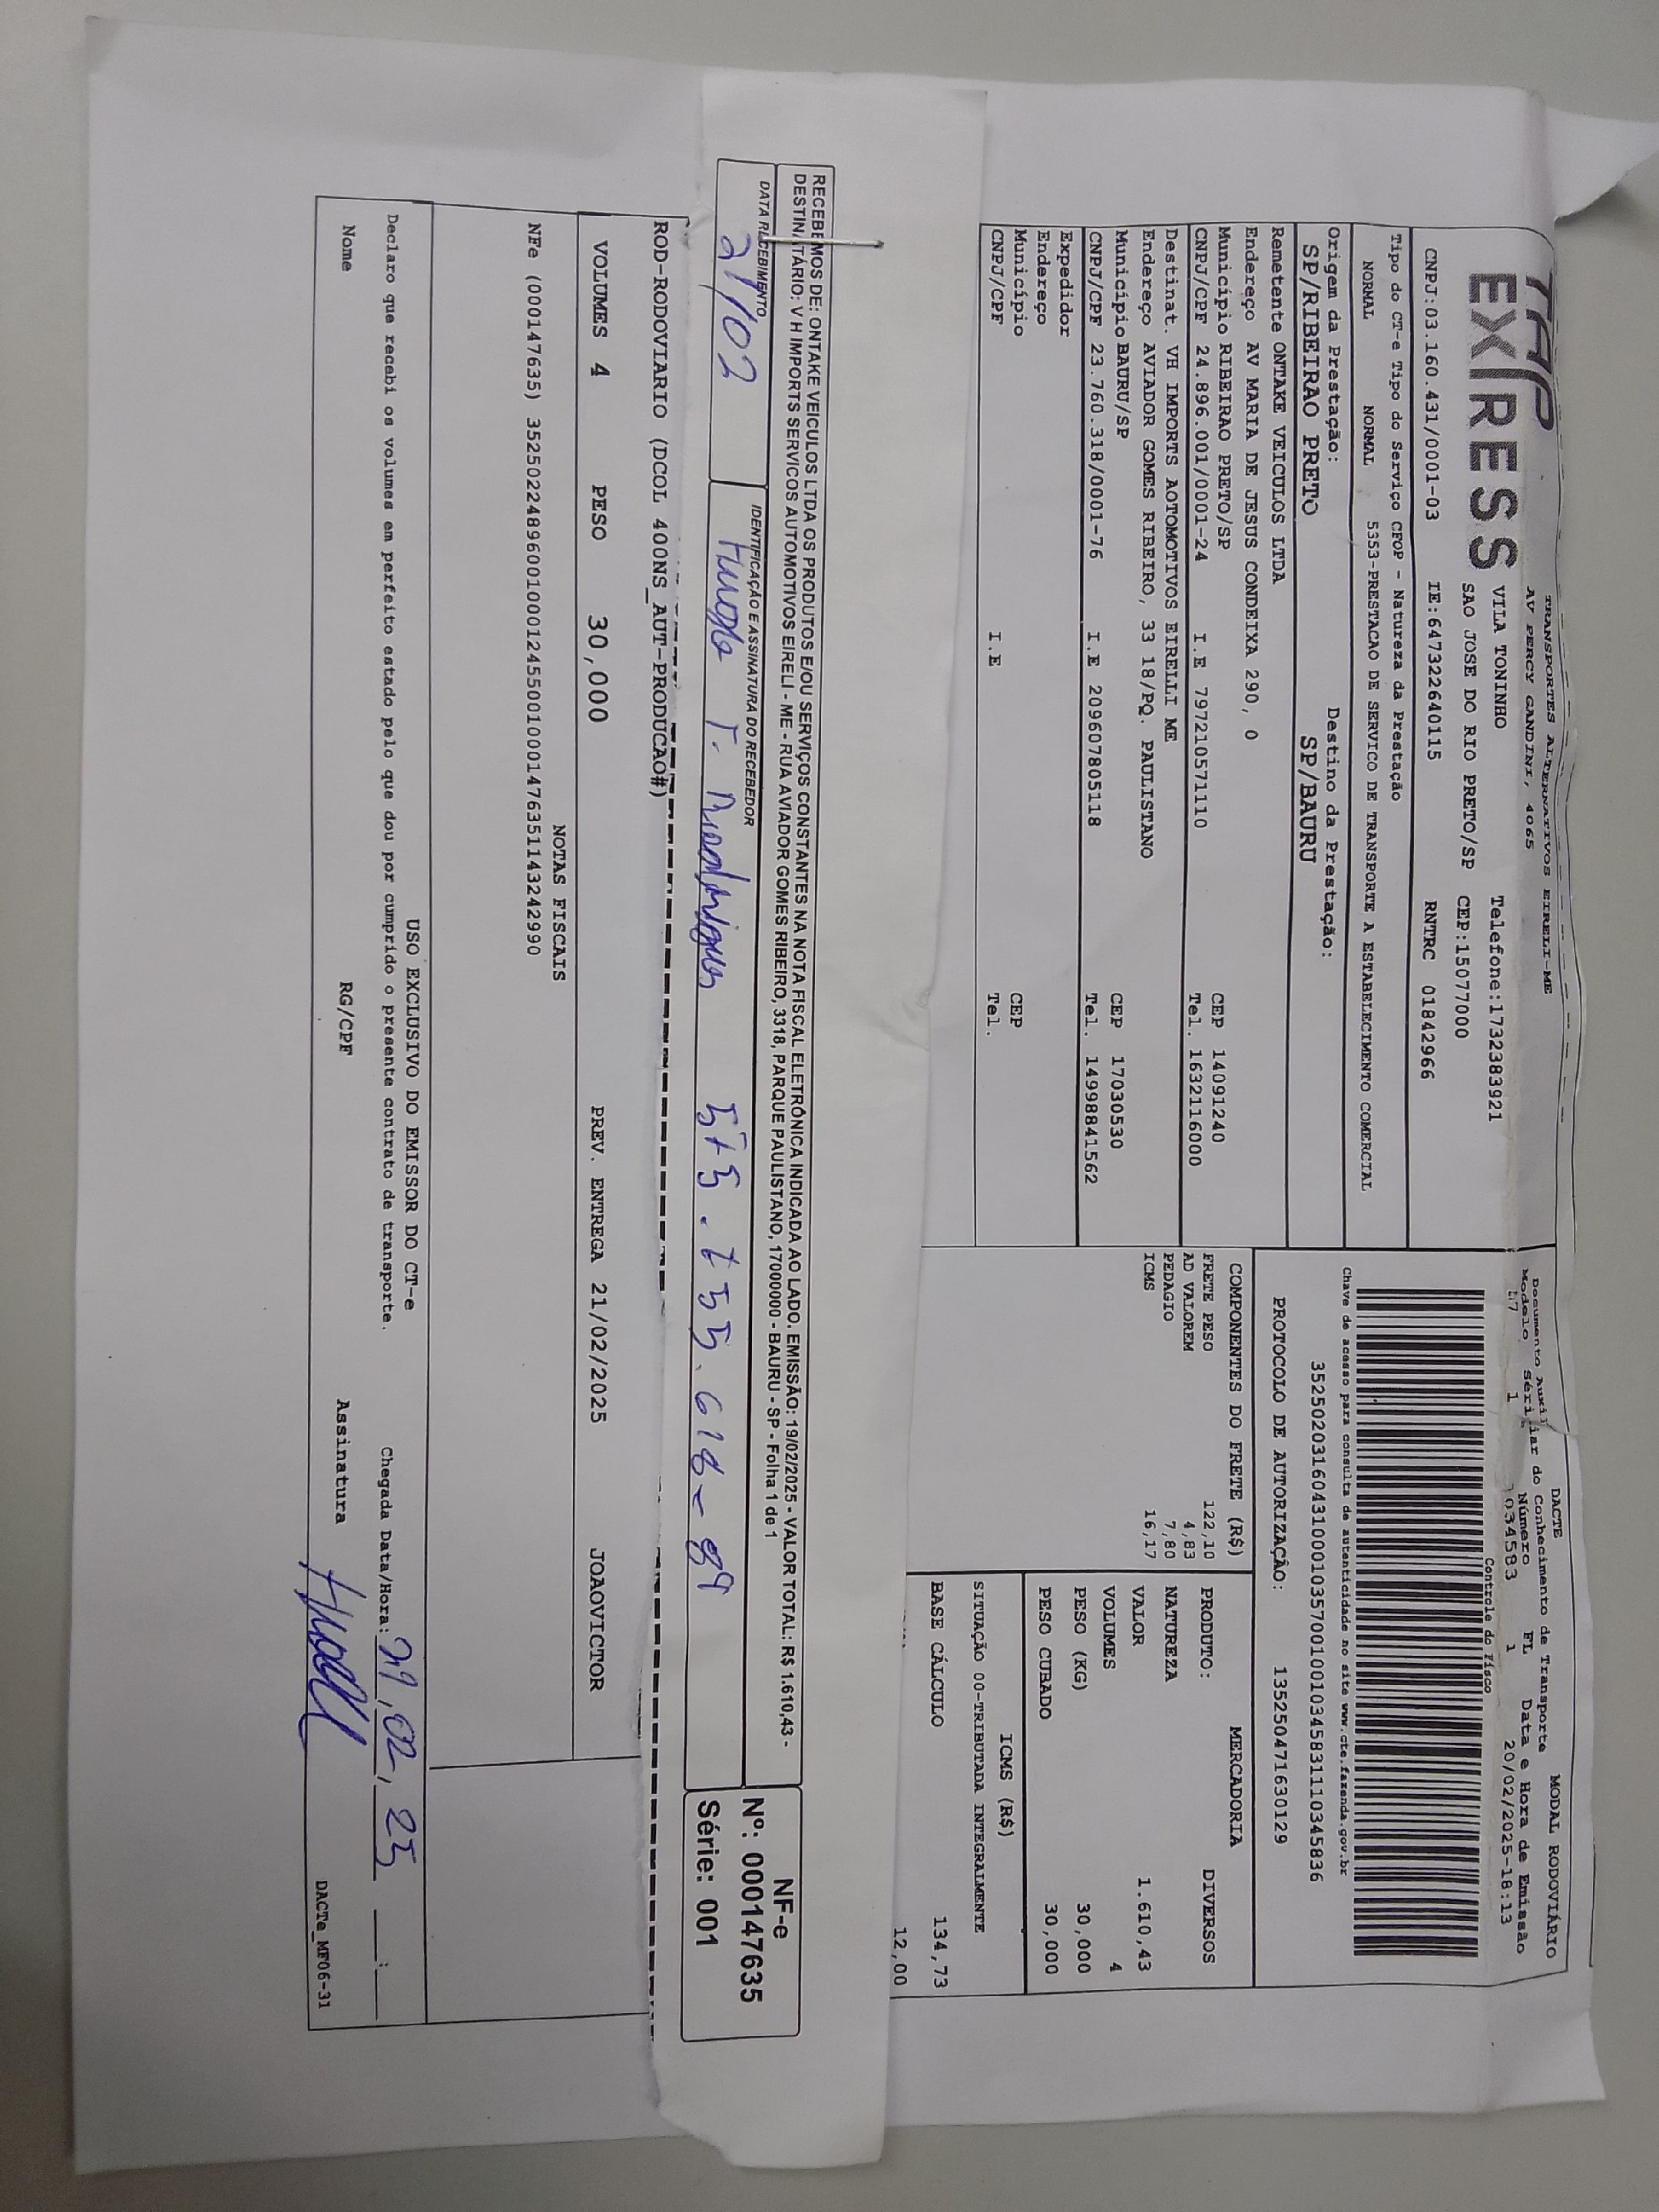 TAP
EXPRESS
TRANSPORTES ALTERNATIVOS EIRELI-ME
AV PERCY GANDINI, 4065
VILA TONINHO Telefone:1732383921
SAO JOSE DO RIO PRETO/SP CEP:15077000
CNPJ:03.160.431/0001-03 IE:647322640115 RNTRC 01842966
Tipo do CT-e Tipo do Serviço CFOP - Natureza da Prestação
NORMAL NORMAL 5353-PRESTACAO DE SERVICO DE TRANSPORTE A ESTABELECIMENTO COMERCIAL
Origem da Prestação: Destino da Prestação:
SP/RIBEIRAO PRETO SP/BAURU
Remetente ONTAKE VEICULOS LTDA
Endereço AV MARIA DE JESUS CONDEIXA 290, 0
Município RIBEIRAO PRETO/SP CEP 14091240
CNPJ/CPF 24.896.001/0001-24 I.E 797210571110 Tel. 1632116000
Destinat. VH IMPORTS AOTOMOTIVOS EIRELLI ME
Endereço AVIADOR GOMES RIBEIRO, 33 18/PQ. PAULISTANO
Município BAURU/SP CEP 17030530
CNPJ/CPF 23.760.318/0001-76 I.E 209607805118 Tel. 14998841562
Expedidor
Endereço
Município CEP
CNPJ/CPF I.E Tel.
DACTE MODAL RODOVIÁRIO
Documento Auxiliar do Conhecimento de Transporte
Modelo Série Número FL Data e Hora de Emissão
57 1 1034583 1 20/02/2025-18:13
Controle do Fisco
Chave de acesso para consulta de autenticidade no site www.cte.fazenda.gov.br
35250203160431000103570010010345831110345836
PROTOCOLO DE AUTORIZAÇÃO: 135250471630129
COMPONENTES DO FRETE (R$)
FRETE PESO 122,10
AD VALOREM 4,83
PEDAGIO 7,80
ICMS 16,17
MERCADORIA
PRODUTO: DIVERSOS
NATUREZA
VALOR 1.610,43
VOLUMES 4
PESO (KG) 30,000
PESO CUBADO 30,000
ICMS (R$)
SITUAÇÃO 00-TRIBUTADA INTEGRALMENTE
BASE CÁLCULO 134,73
12,00
RECEBEMOS DE: ONTAKE VEICULOS LTDA OS PRODUTOS E/OU SERVIÇOS CONSTANTES NA NOTA FISCAL ELETRÔNICA INDICADA AO LADO. EMISSÃO: 19/02/2025 - VALOR TOTAL: R$ 1.610,43 -
DESTINATÁRIO: V H IMPORTS SERVICOS AUTOMOTIVOS EIRELI - ME - RUA AVIADOR GOMES RIBEIRO, 3318, PARQUE PAULISTANO, 17000000 - BAURU - SP - Folha 1 de 1
DATA RECEBIMENTO IDENTIFICAÇÃO E ASSINATURA DO RECEBEDOR
21/02
NF-e
Nº: 000147635
Série: 001
ROD-RODOVIARIO (DCOL 400NS_AUT-PRODUCAO#)
VOLUMES 4 PESO 30,000 PREV. ENTREGA 21/02/2025 JOAOVICTOR
NOTAS FISCAIS
NFe (000147635) 35250224896001000124550010001476351143242990
USO EXCLUSIVO DO EMISSOR DO CT-e
Declaro que recebi os volumes em perfeito estado pelo que dou por cumprido o presente contrato de transporte. Chegada Data/Hora: 21,02,25 __:__
Nome RG/CPF Assinatura
DACTe_MF06-31